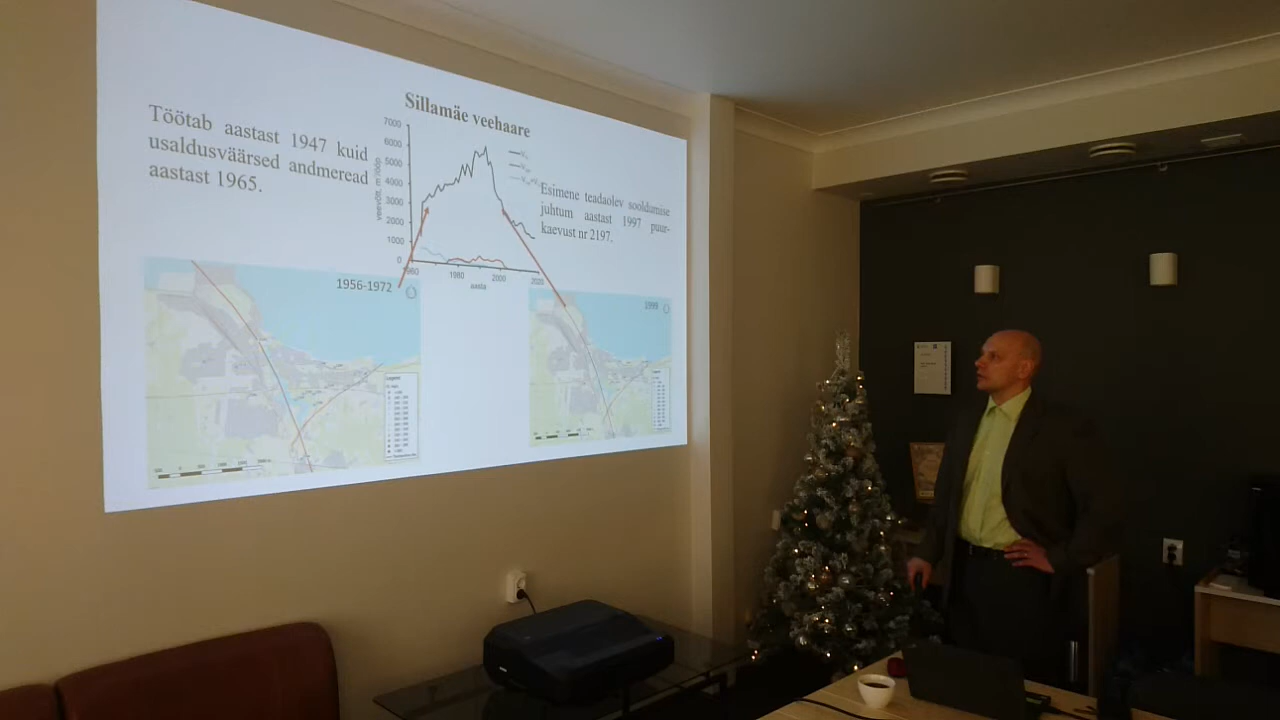 Sillamäe veehaare
Töötab aastast 1947 kuid
usaldusväärsed andmeread
aastast 1965.
7000
6000
5000
4000
3000
2000
1000
0
1980
2000
2020
aasta
Esimene teadaolev sooldumise
juhtum aastast 1997 puur-
kaevust nr 2197.
1956-1972
1999